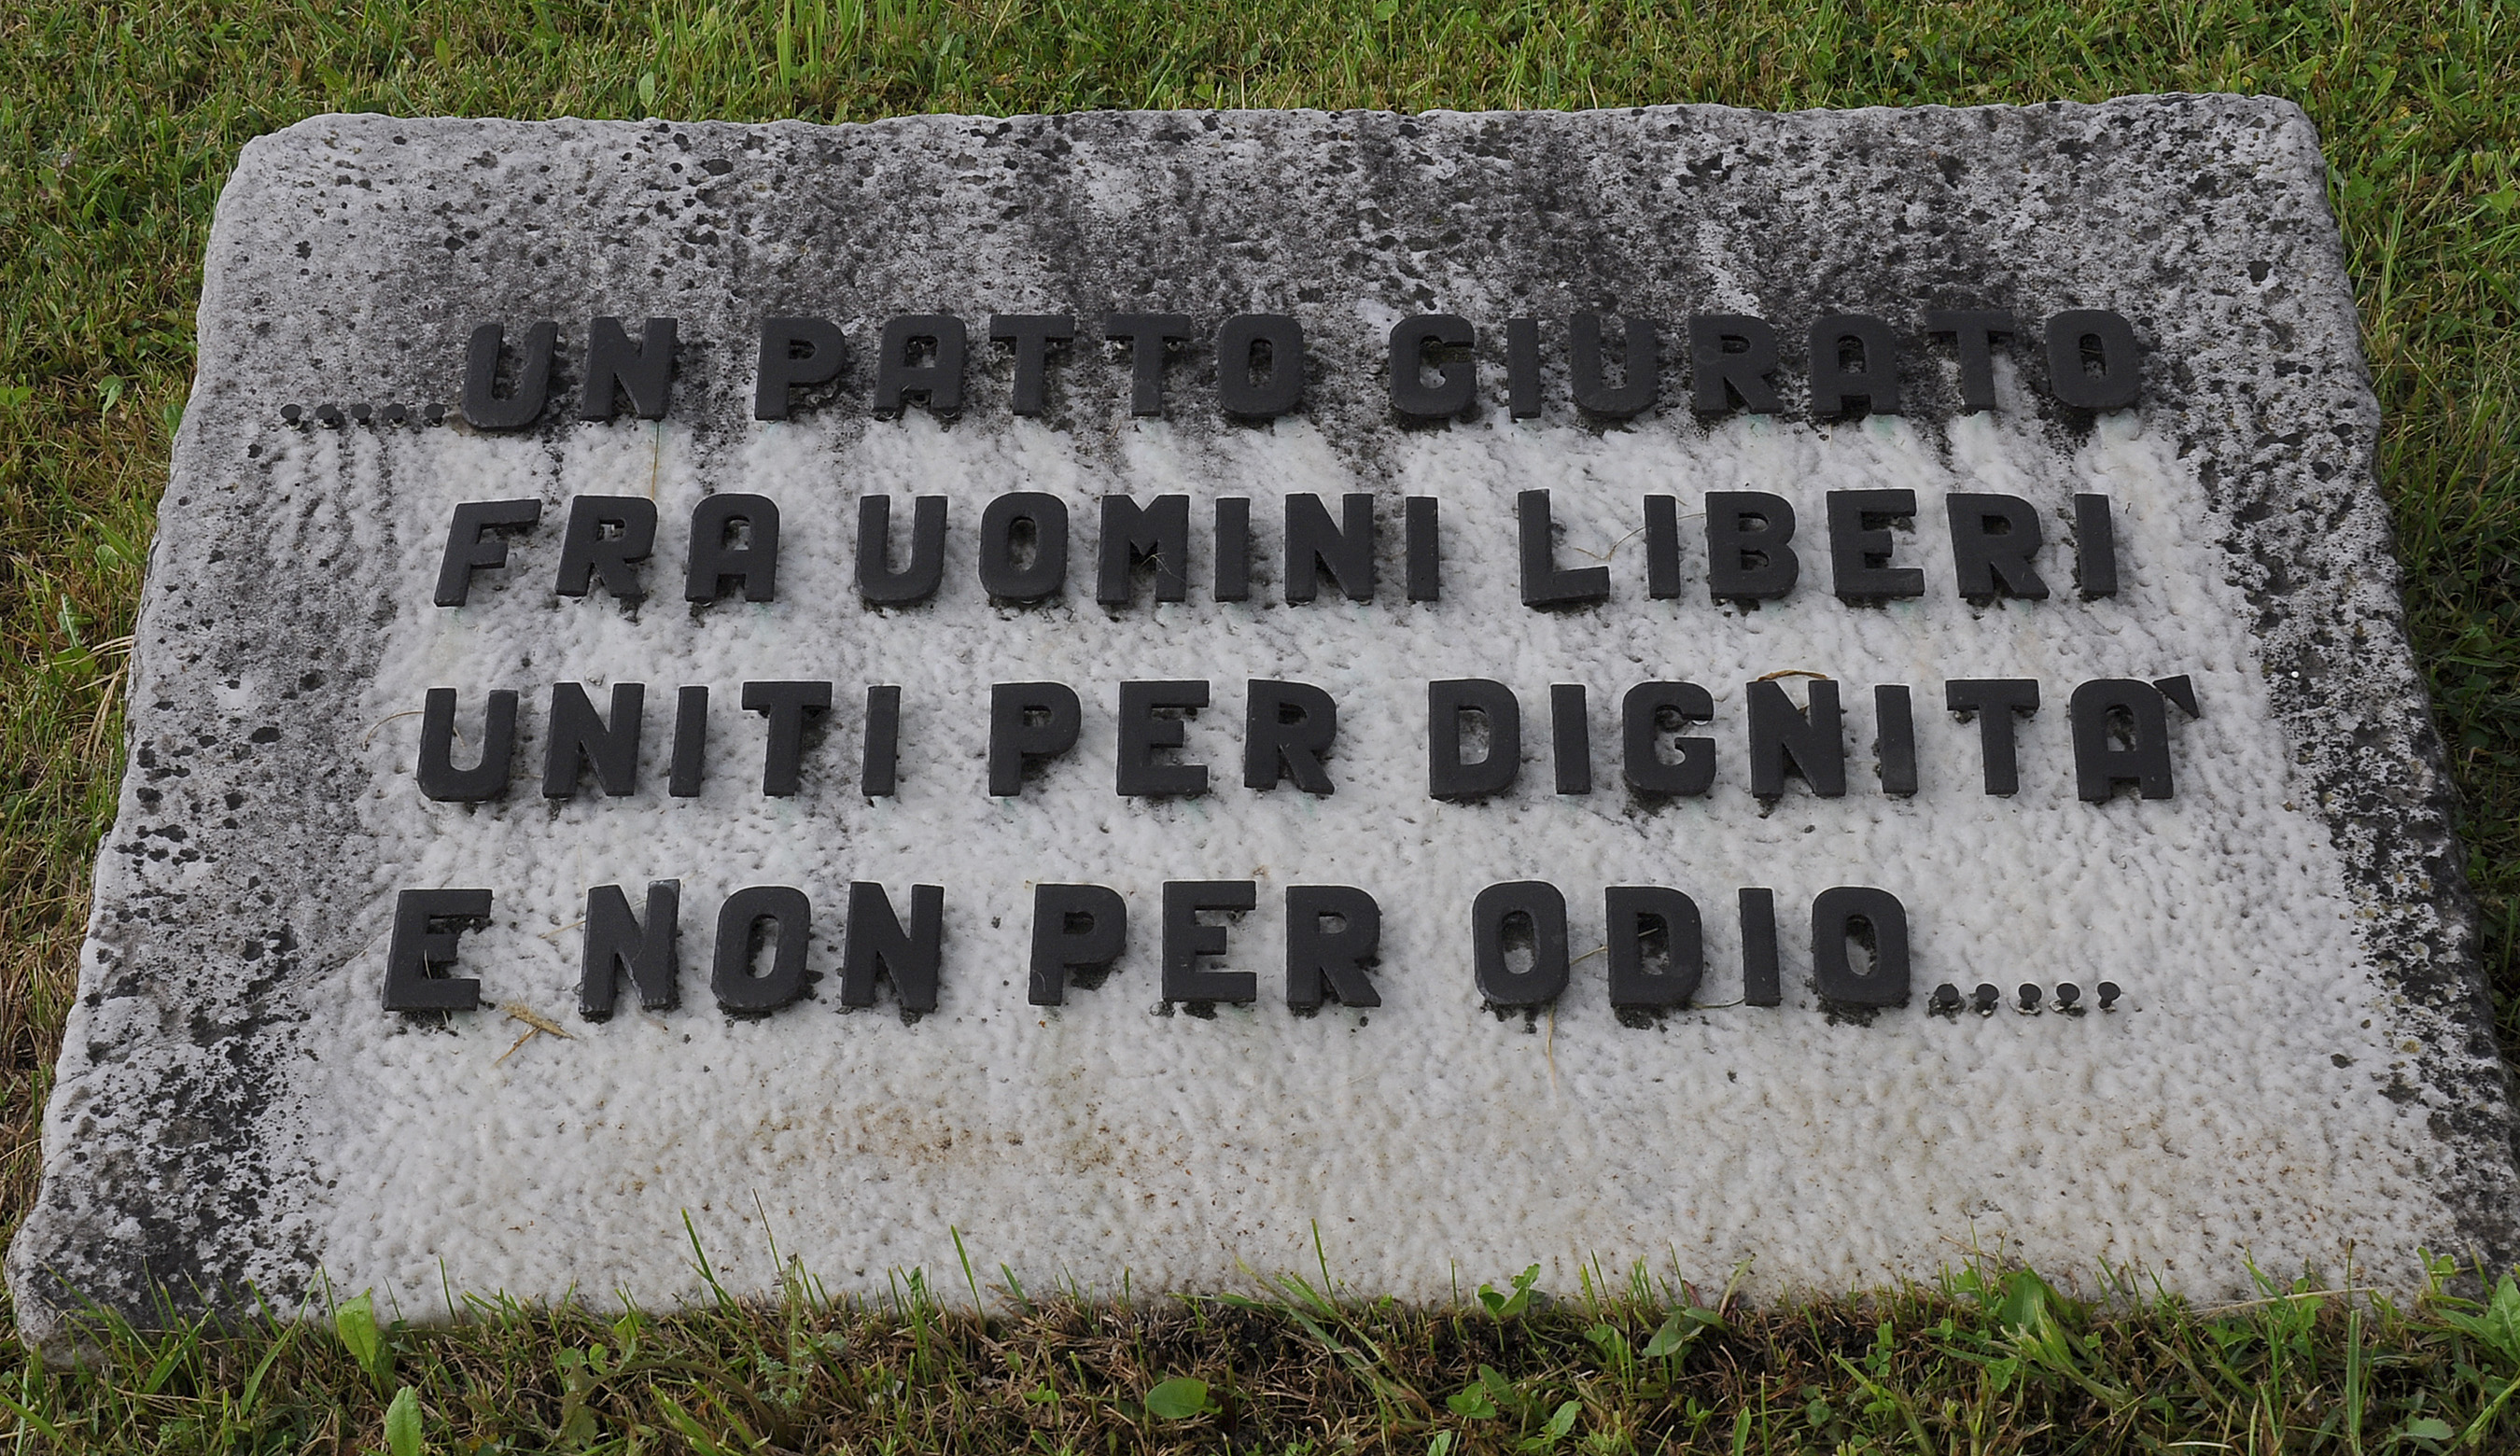 .....UN PATTO GIURATO
FRA UOMINI LIBERI
UNITI PER DIGNITA'
E NON PER ODIO.....